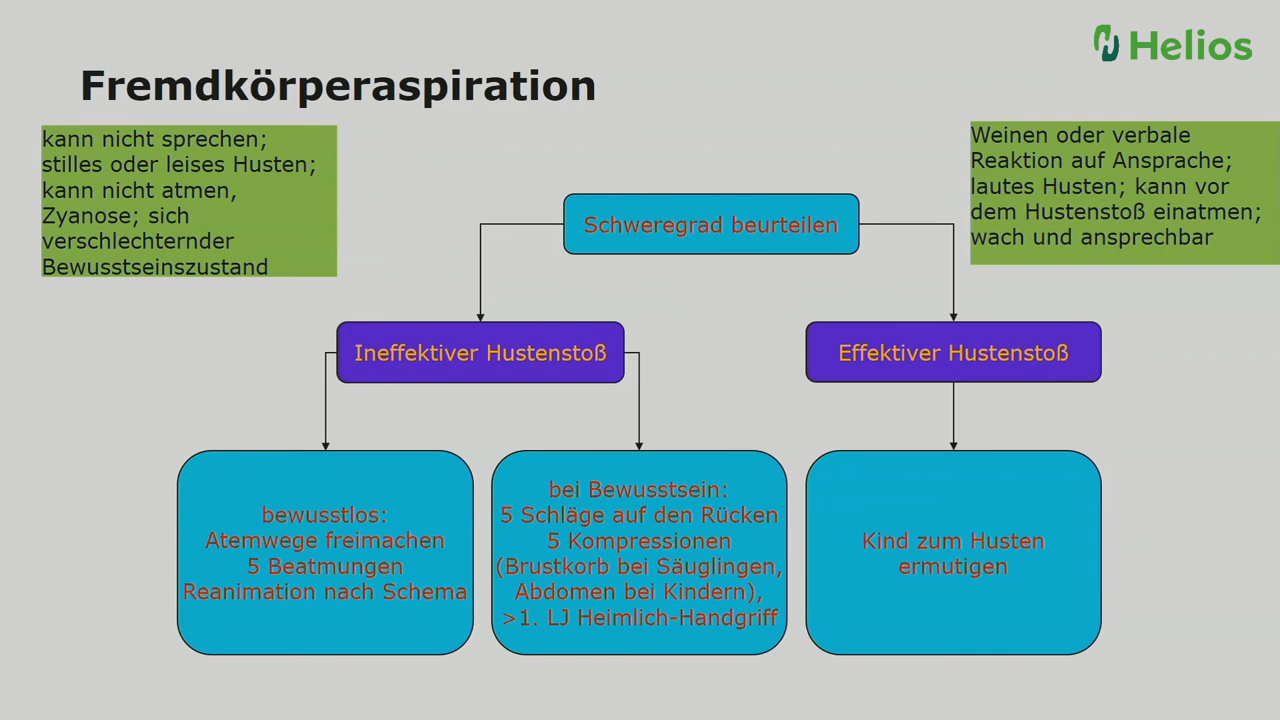 Helios
Fremdkörperaspiration
kann nicht sprechen;
stilles oder leises Husten;
kann nicht atmen,
Zyanose; sich
verschlechternder
Bewusstseinszustand
Weinen oder verbale
Reaktion auf Ansprache;
lautes Husten; kann vor
dem Hustenstoß einatmen;
wach und ansprechbar
Schweregrad beurteilen
Ineffektiver Hustenstoß
Effektiver Hustenstoß
bewusstlos:
Atemwege freimachen
5 Beatmungen
Reanimation nach Schema
bei Bewusstsein:
5 Schläge auf den Rücken
5 Kompressionen
(Brustkorb bei Säuglingen,
Abdomen bei Kindern),
>1. LJ Heimlich-Handgriff
Kind zum Husten
ermutigen